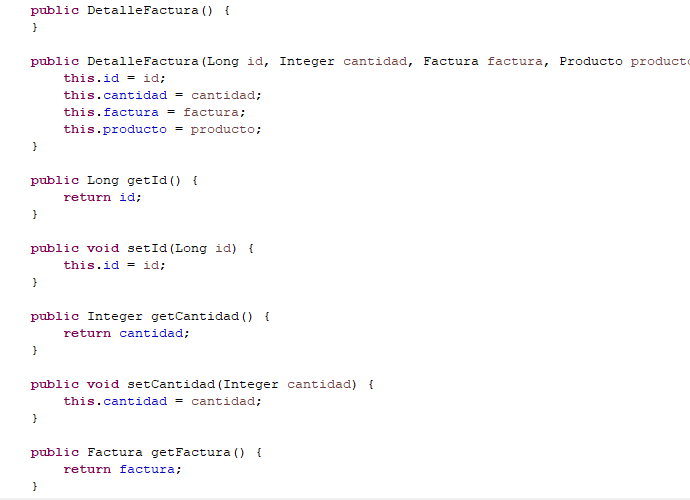 public DetalleFactura() {
}
public DetalleFactura(Long id, Integer cantidad, Factura factura, Producto producto
this.id = id;
this.cantidad = cantidad;
this.factura = factura;
this.producto = producto;
}
public Long getId() {
return id;
}
public void setId(Long id) {
this.id = id;
}
public Integer getCantidad() {
return cantidad;
}
public void setCantidad(Integer cantidad) {
this.cantidad = cantidad;
}
public Factura getFactura() {
return factura;
}